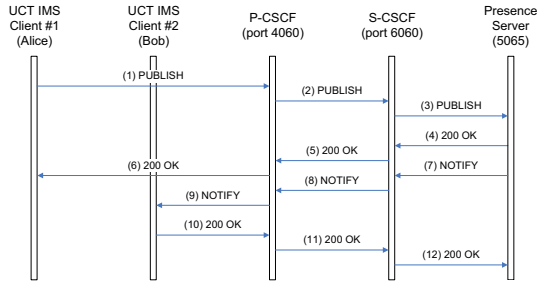 UCT IMS
Client #1
(Alice)
UCT IMS
Client #2
(Bob)
P-CSCF
(port 4060)
S-CSCF
(port 6060)
Presence
Server
(5065)
(1) PUBLISH
(2) PUBLISH
(3) PUBLISH
(4) 200 OK
(5) 200 OK
(6) 200 OK
(7) NOTIFY
(8) NOTIFY
(9) NOTIFY
(10) 200 OK
(11) 200 OK
(12) 200 OK